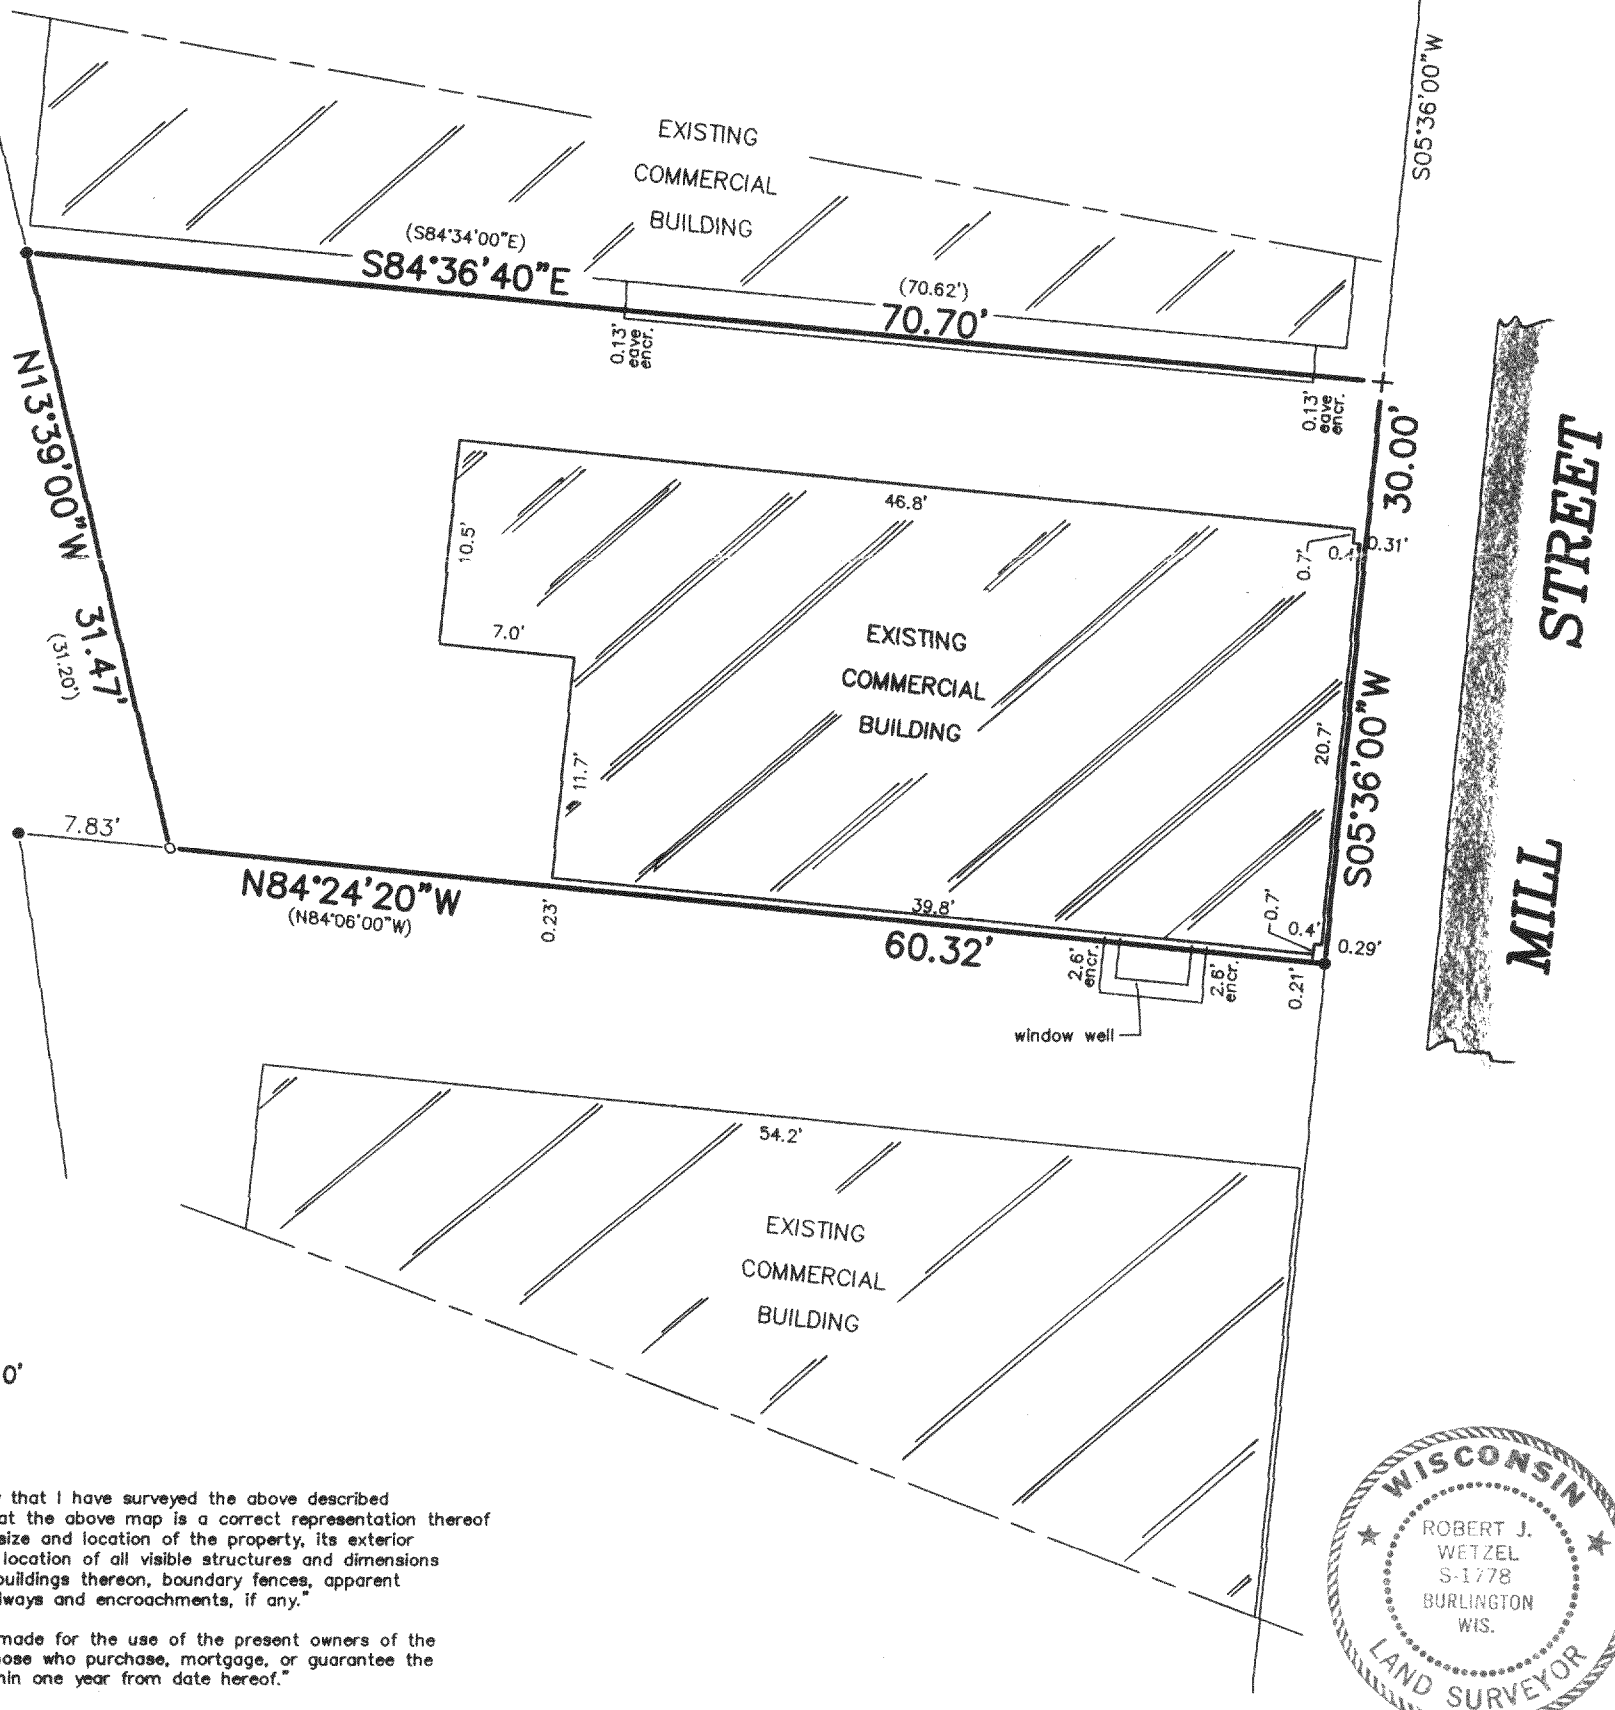 S05°36'00"W
EXISTING
COMMERCIAL
BUILDING
(S84°34'00"E)
S84°36'40"E
(70.62')
70.70'
0.13'
eave
encr.
0.13'
eave
encr.
30.00'
N13°39'00"W
31.47'
(31.20')
46.8'
10.5'
7.0'
11.7'
0.7'
0.31'
EXISTING
COMMERCIAL
BUILDING
20.7'
S05°36'00"W
MILL STREET
7.83'
N84°24'20"W
(N84°06'00"W)
0.23'
39.8'
60.32'
0.7'
0.4'
0.29'
0.21'
2.6'
encr.
2.6'
encr.
window well
54.2'
EXISTING
COMMERCIAL
BUILDING
0'
that I have surveyed the above described
at the above map is a correct representation thereof
size and location of the property, its exterior
location of all visible structures and dimensions
buildings thereon, boundary fences, apparent
ways and encroachments, if any."
made for the use of the present owners of the
ose who purchase, mortgage, or guarantee the
hin one year from date hereof."
WISCONSIN
ROBERT J.
WETZEL
S-1778
BURLINGTON
WIS.
LAND SURVEYOR